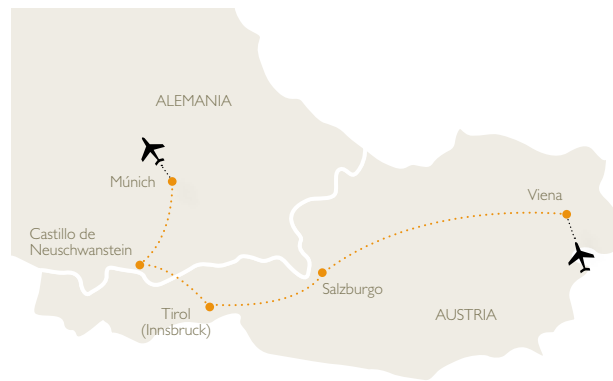 ALEMANIA
Múnich
Viena
Castillo de
Neuschwanstein
Salzburgo
Tirol
(Innsbruck)
AUSTRIA